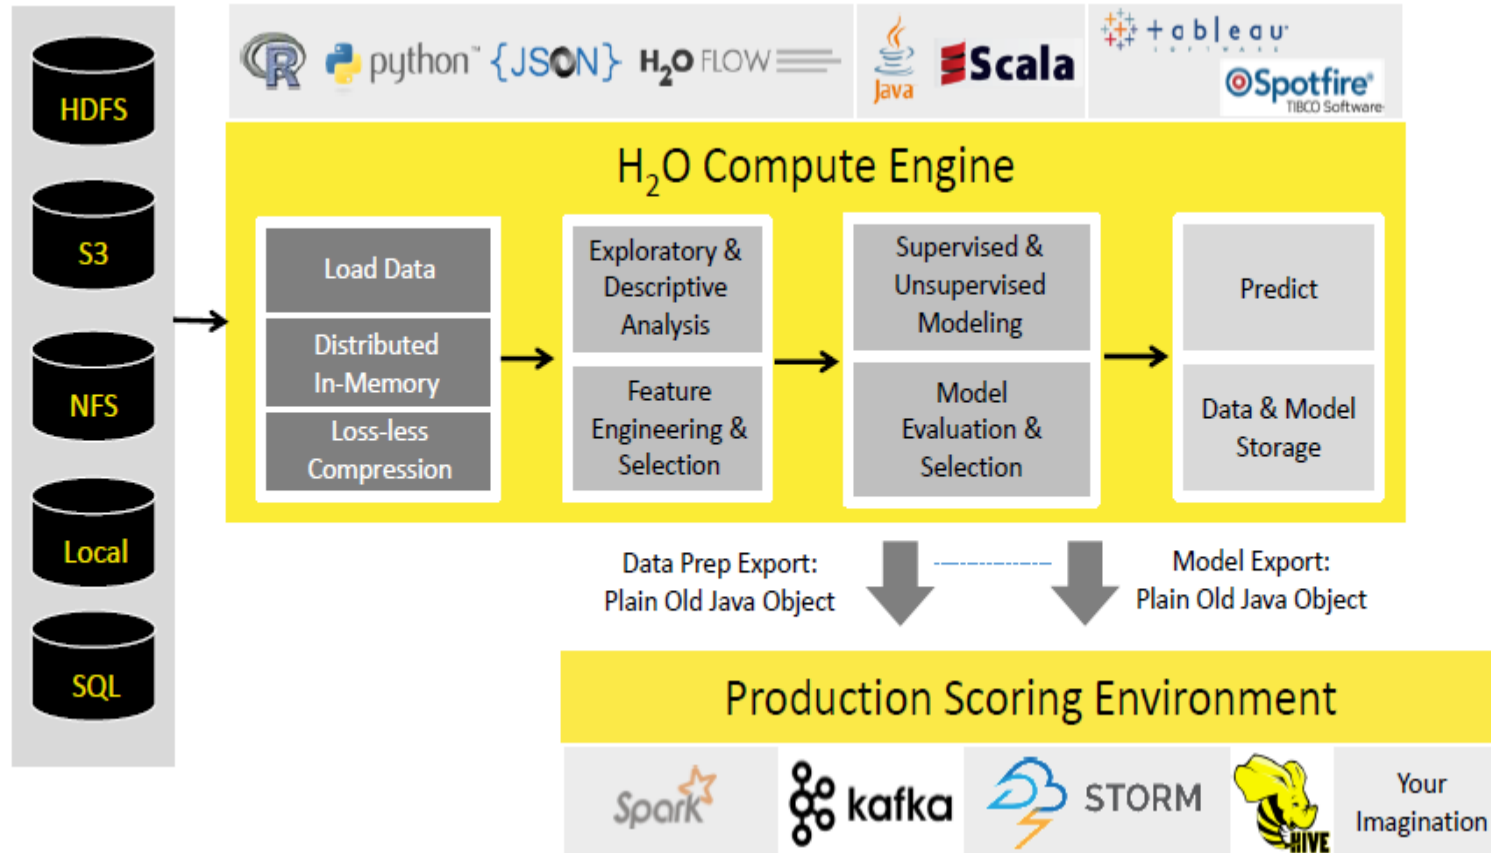 HDFS
S3
NFS
Local
SQL
R
python™
{JSON}
H₂O FLOW
Java
Scala
+ableau
SOFTWARE
Spotfire®
TIBCO Software
H₂O Compute Engine
Load Data
Distributed
In-Memory
Loss-less
Compression
Exploratory &
Descriptive
Analysis
Feature
Engineering &
Selection
Supervised &
Unsupervised
Modeling
Model
Evaluation &
Selection
Predict
Data & Model
Storage
Data Prep Export:
Plain Old Java Object
Model Export:
Plain Old Java Object
Production Scoring Environment
Spark
kafka
STORM
HIVE
Your
Imagination